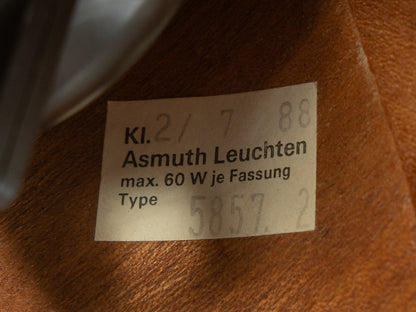 Kl. 2/ 7 88
Asmuth Leuchten
max. 60 W je Fassung
Type 5857. 2